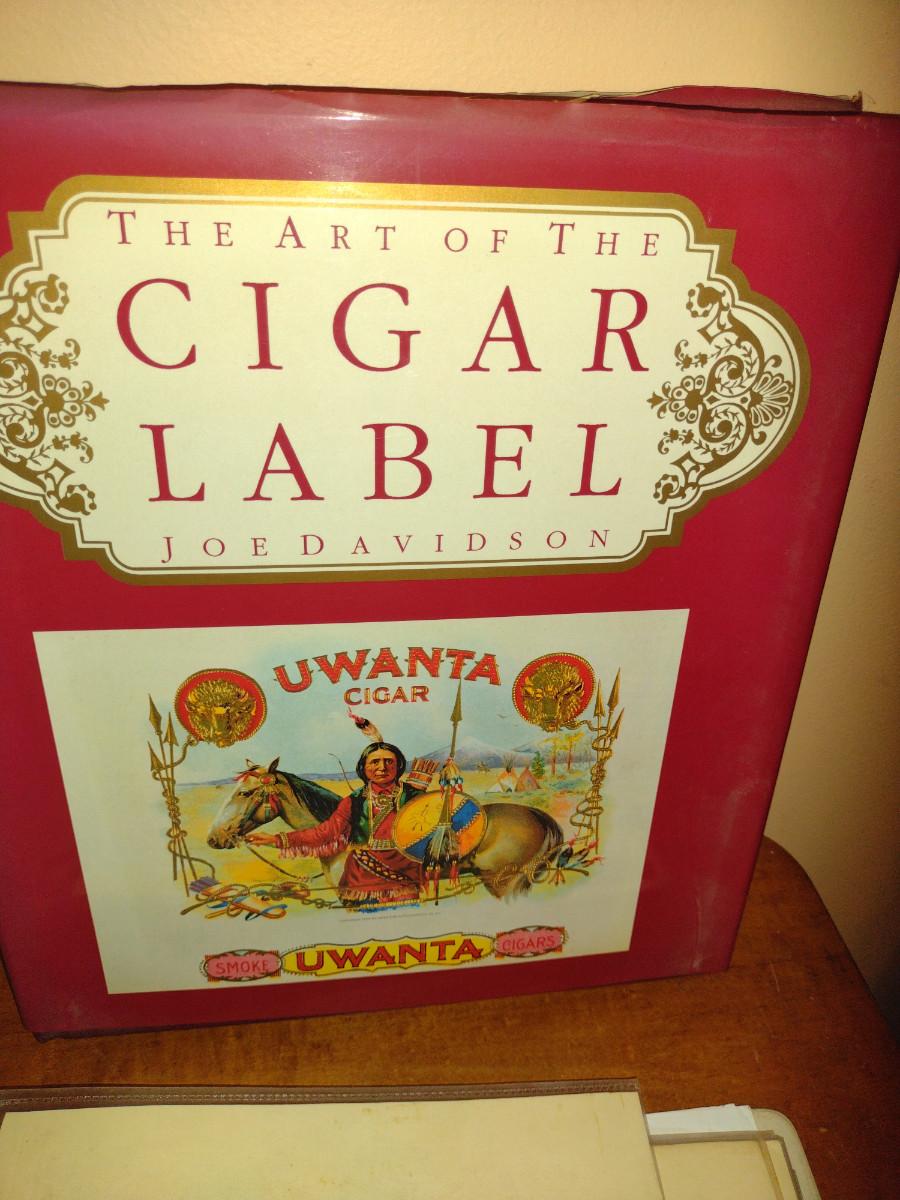 THE ART OF THE
CIGAR
LABEL
JOE DAVIDSON
UWANTA
CIGAR
SMOKE UWANTA CIGARS